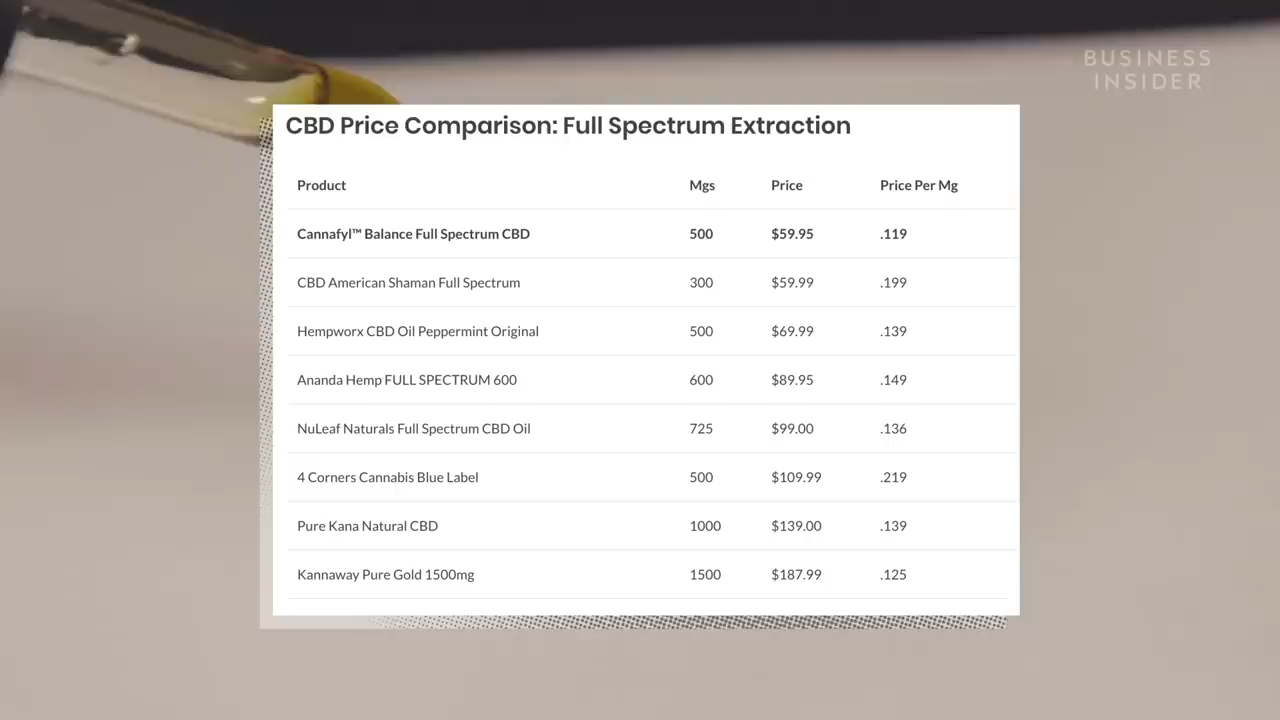 BUSINESS
INSIDER
CBD Price Comparison: Full Spectrum Extraction
Product Mgs Price Price Per Mg
Cannafyl™ Balance Full Spectrum CBD 500 $59.95 .119
CBD American Shaman Full Spectrum 300 $59.99 .199
Hempworx CBD Oil Peppermint Original 500 $69.99 .139
Ananda Hemp FULL SPECTRUM 600 600 $89.95 .149
NuLeaf Naturals Full Spectrum CBD Oil 725 $99.00 .136
4 Corners Cannabis Blue Label 500 $109.99 .219
Pure Kana Natural CBD 1000 $139.00 .139
Kannaway Pure Gold 1500mg 1500 $187.99 .125